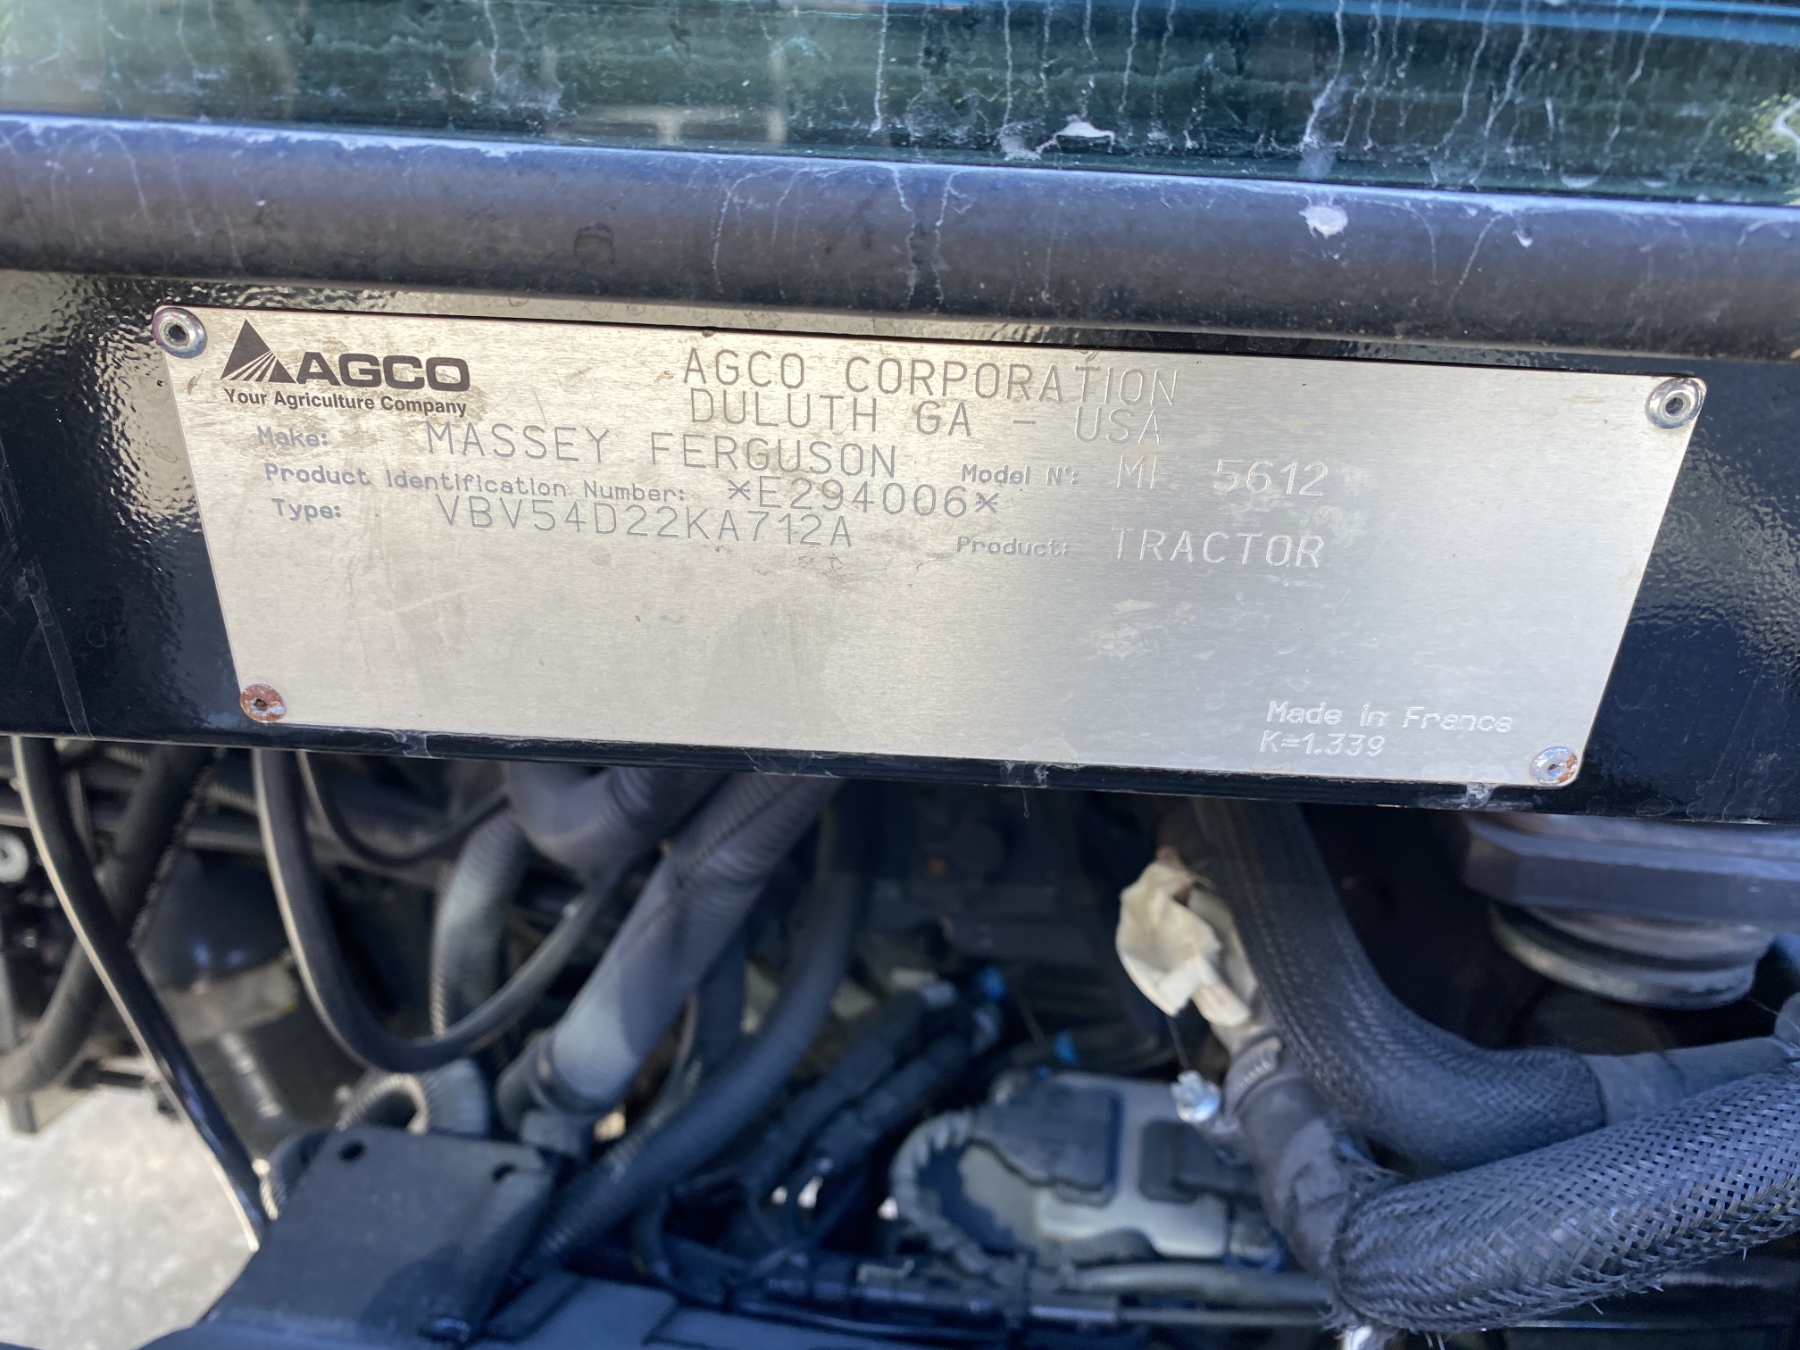 AGCO
Your Agriculture Company
AGCO CORPORATION
DULUTH GA - USA
Make: MASSEY FERGUSON
Model N°: MF 5612
Product Identification Number: *E294006*
Type: VBV54D22KA712A
Product: TRACTOR
Made in France
K=1.339